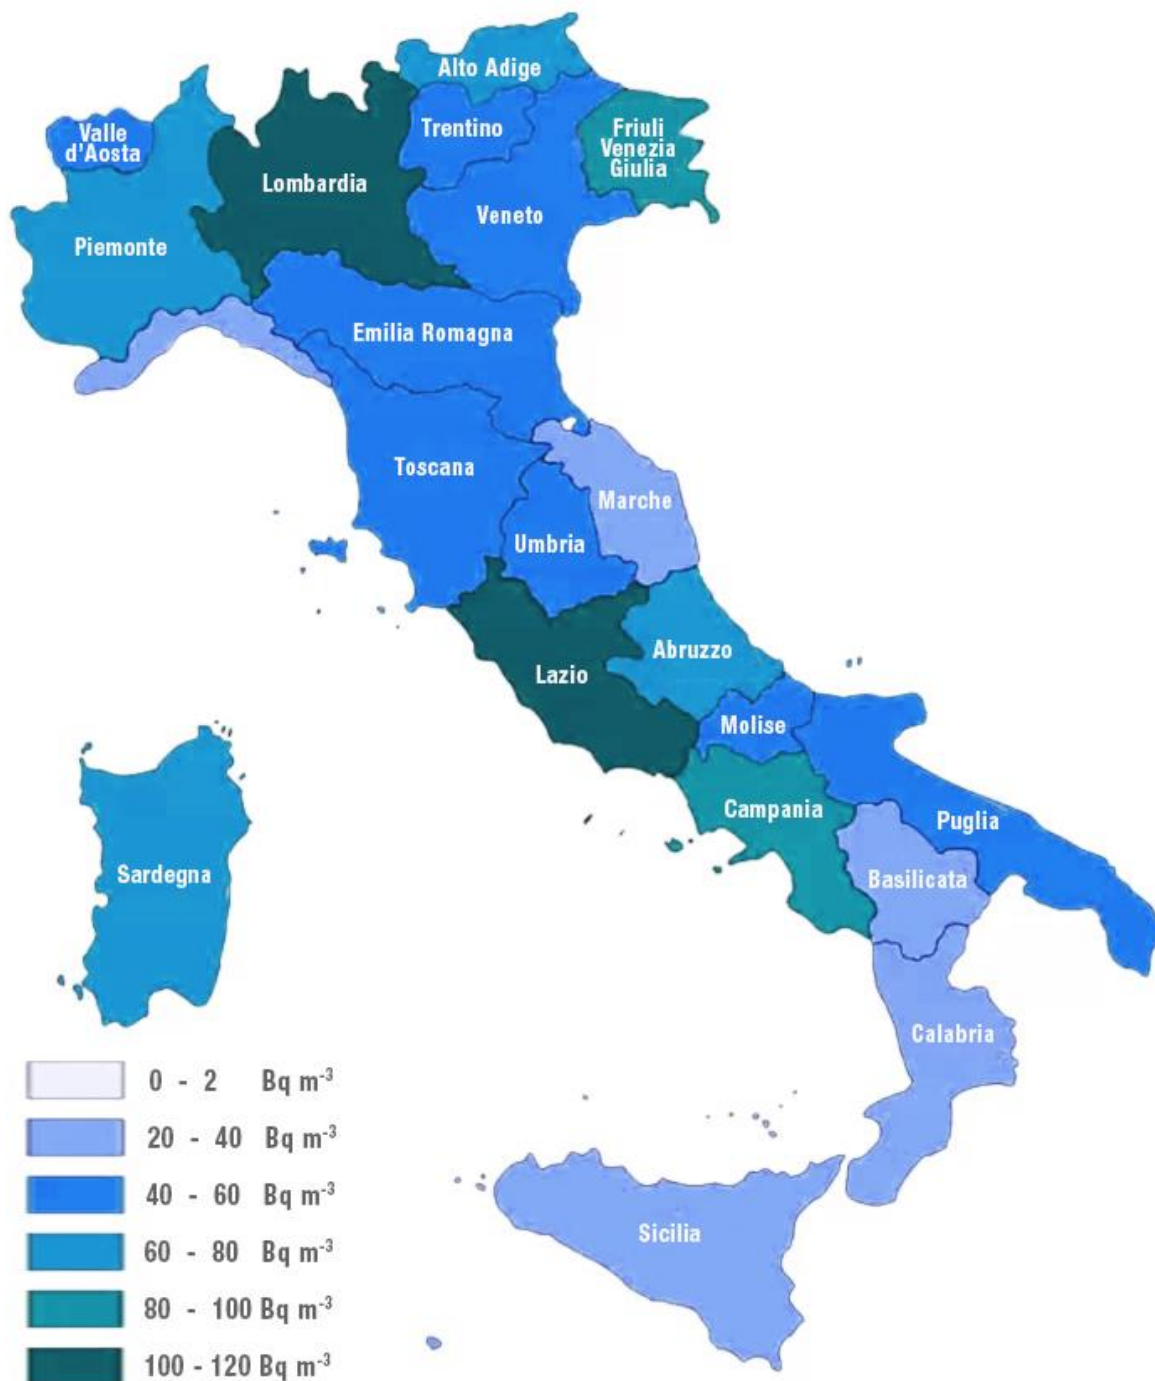 Alto Adige
Valle
d'Aosta
Trentino
Friuli
Venezia
Giulia
Lombardia
Veneto
Piemonte
Emilia Romagna
Toscana
Marche
Umbria
Abruzzo
Lazio
Molise
Campania
Puglia
Sardegna
Basilicata
Calabria
Sicilia
0 - 2 Bq m-3
20 - 40 Bq m-3
40 - 60 Bq m-3
60 - 80 Bq m-3
80 - 100 Bq m-3
100 - 120 Bq m-3